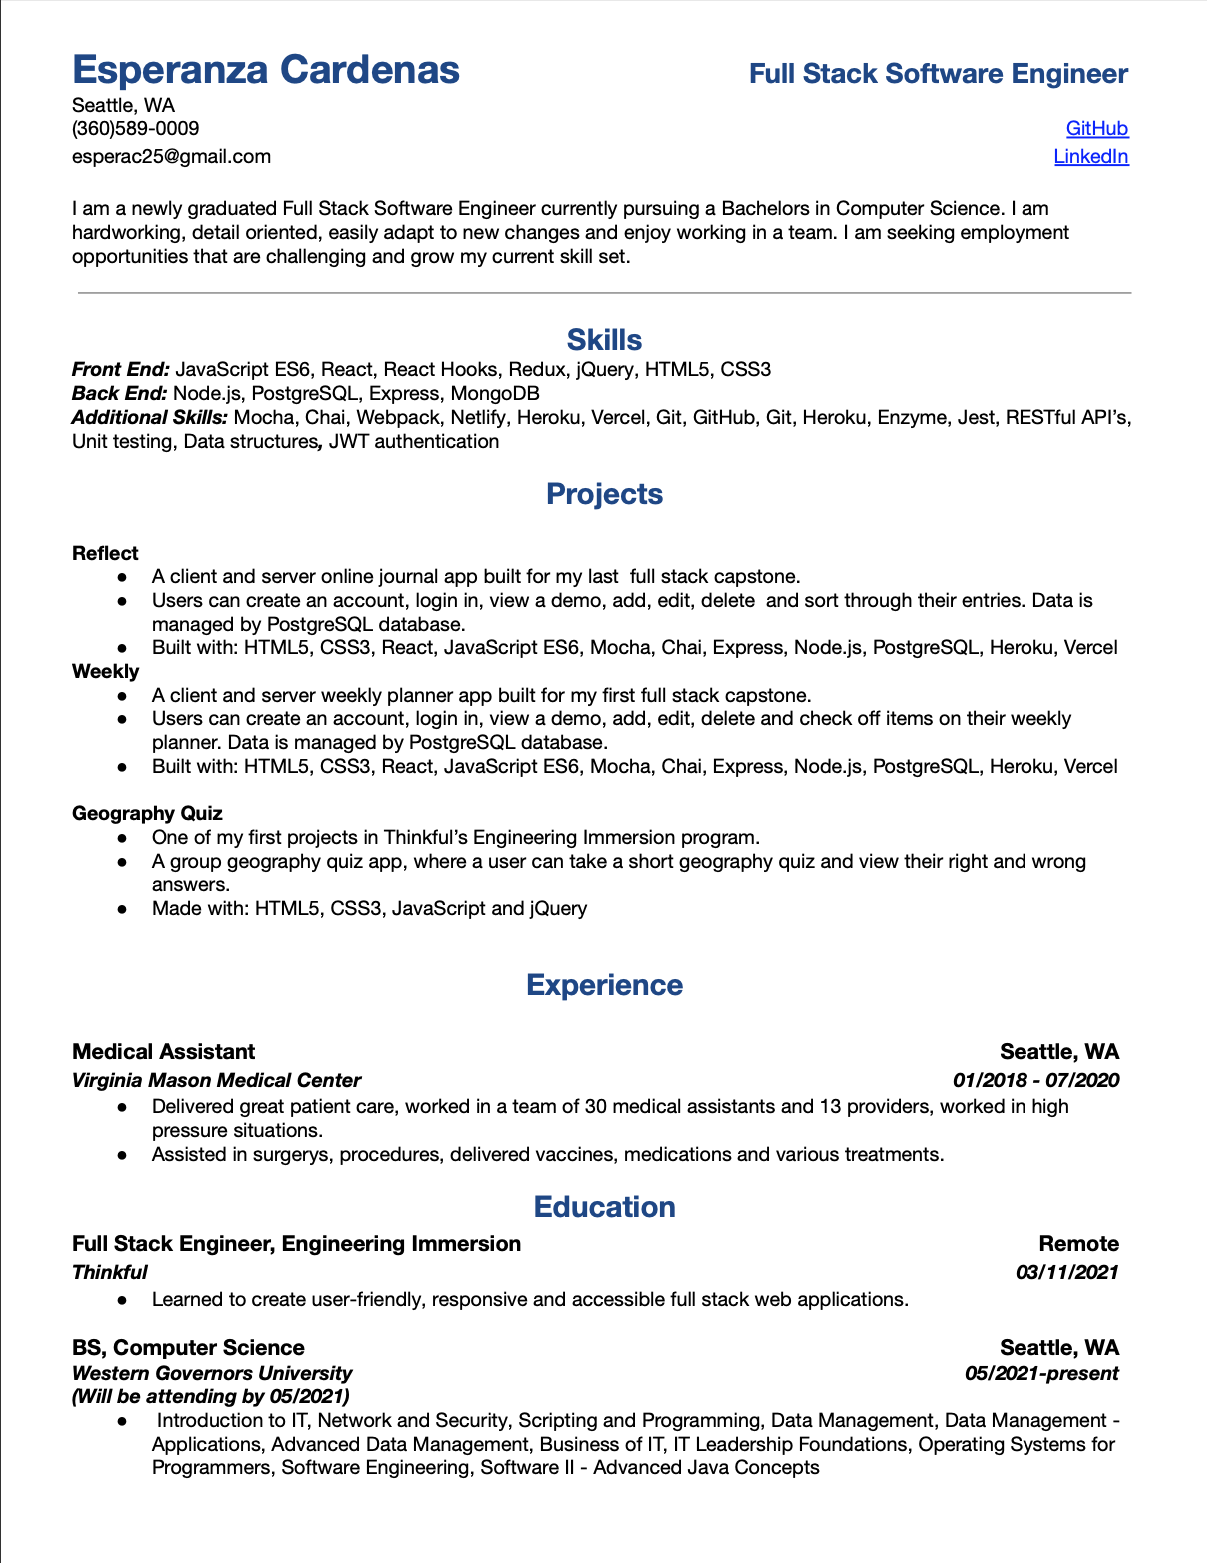 Esperanza Cardenas Full Stack Software Engineer
Seattle, WA
(360)589-0009 GitHub
esperac25@gmail.com LinkedIn
I am a newly graduated Full Stack Software Engineer currently pursuing a Bachelors in Computer Science. I am
hardworking, detail oriented, easily adapt to new changes and enjoy working in a team. I am seeking employment
opportunities that are challenging and grow my current skill set.
Skills
Front End: JavaScript ES6, React, React Hooks, Redux, jQuery, HTML5, CSS3
Back End: Node.js, PostgreSQL, Express, MongoDB
Additional Skills: Mocha, Chai, Webpack, Netlify, Heroku, Vercel, Git, GitHub, Git, Heroku, Enzyme, Jest, RESTful API’s,
Unit testing, Data structures, JWT authentication
Projects
Reflect
● A client and server online journal app built for my last  full stack capstone.
● Users can create an account, login in, view a demo, add, edit, delete  and sort through their entries. Data is
managed by PostgreSQL database.
● Built with: HTML5, CSS3, React, JavaScript ES6, Mocha, Chai, Express, Node.js, PostgreSQL, Heroku, Vercel
Weekly
● A client and server weekly planner app built for my first full stack capstone.
● Users can create an account, login in, view a demo, add, edit, delete and check off items on their weekly
planner. Data is managed by PostgreSQL database.
● Built with: HTML5, CSS3, React, JavaScript ES6, Mocha, Chai, Express, Node.js, PostgreSQL, Heroku, Vercel
Geography Quiz
● One of my first projects in Thinkful’s Engineering Immersion program.
● A group geography quiz app, where a user can take a short geography quiz and view their right and wrong
answers.
● Made with: HTML5, CSS3, JavaScript and jQuery
Experience
Medical Assistant Seattle, WA
Virginia Mason Medical Center 01/2018 - 07/2020
● Delivered great patient care, worked in a team of 30 medical assistants and 13 providers, worked in high
pressure situations.
● Assisted in surgerys, procedures, delivered vaccines, medications and various treatments.
Education
Full Stack Engineer, Engineering Immersion Remote
Thinkful 03/11/2021
● Learned to create user-friendly, responsive and accessible full stack web applications.
BS, Computer Science Seattle, WA
Western Governors University 05/2021-present
(Will be attending by 05/2021)
● Introduction to IT, Network and Security, Scripting and Programming, Data Management, Data Management -
Applications, Advanced Data Management, Business of IT, IT Leadership Foundations, Operating Systems for
Programmers, Software Engineering, Software II - Advanced Java Concepts